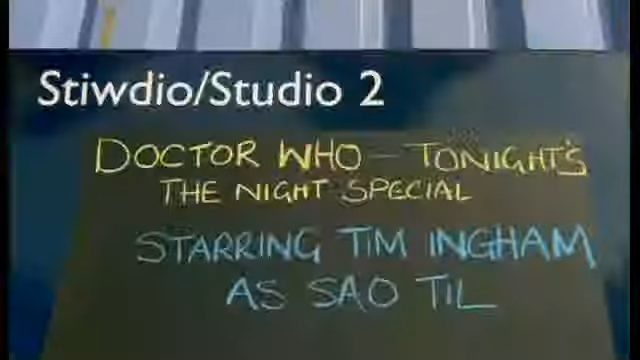 Stiwdio/Studio 2
DOCTOR WHO - TONIGHT'S
THE NIGHT SPECIAL
STARRING TIM INGHAM
AS SAO TIL